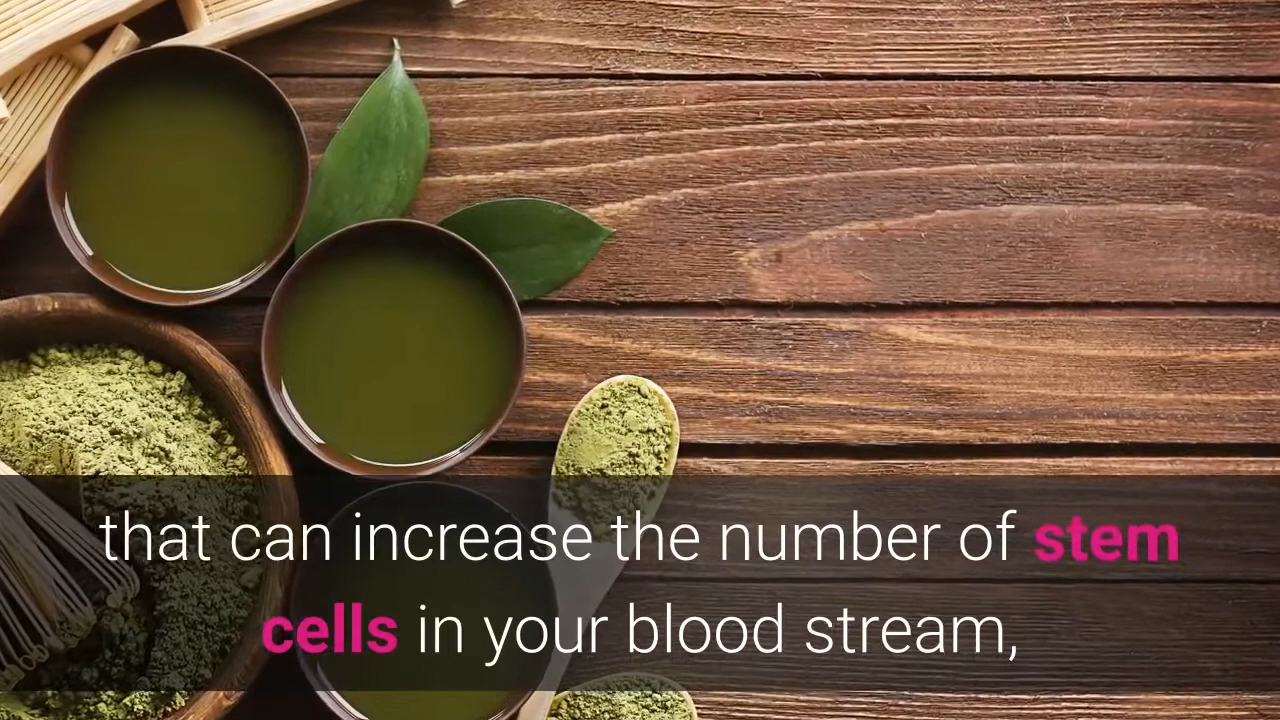 that can increase the number of stem
cells in your blood stream,